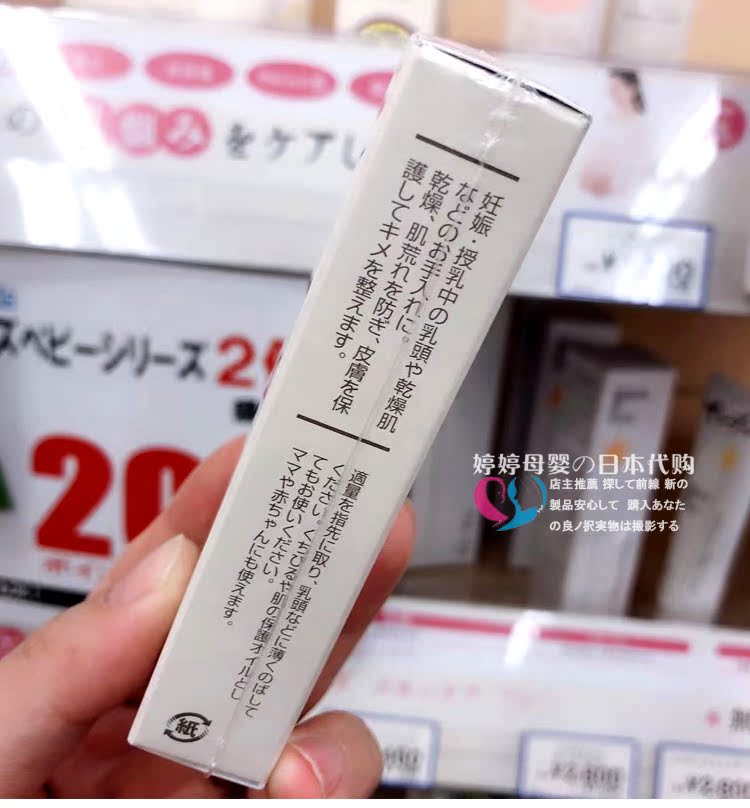 のケアし
妊娠・授乳中の乳頭や乾燥肌
などのお手入れに。
乾燥、肌荒れを防ぎ、皮膚を保
護してキメを整えます。
適量を指先に取り、乳頭などに薄くのばして
ください。くちびるや肌の保護オイルとし
てもお使いください。
ママや赤ちゃんにも使えます。
紙
スベビーシリーズ2
20
婷婷母婴の日本代购
店主推薦 探して前線 新の
製品安心して 購入あなた
の良ノ択実物は撮影する